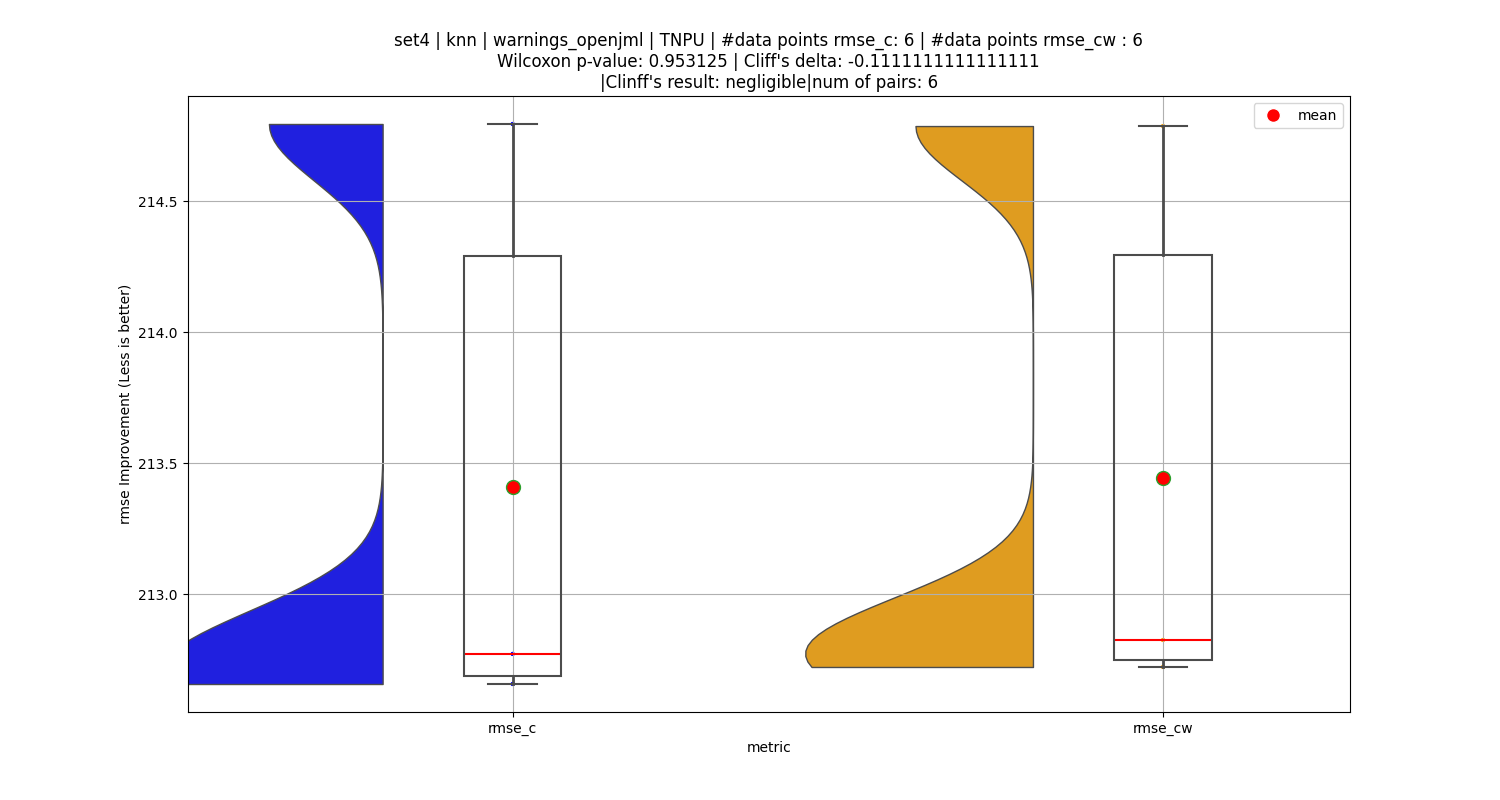 set4 | knn | warnings_openjml | TNPU | #data points rmse_c: 6 | #data points rmse_cw : 6
Wilcoxon p-value: 0.953125 | Cliff's delta: -0.1111111111111111
|Clinff's result: negligible|num of pairs: 6
mean
rmse Improvement (Less is better)
214.5
214.0
213.5
213.0
rmse_c
rmse_cw
metric